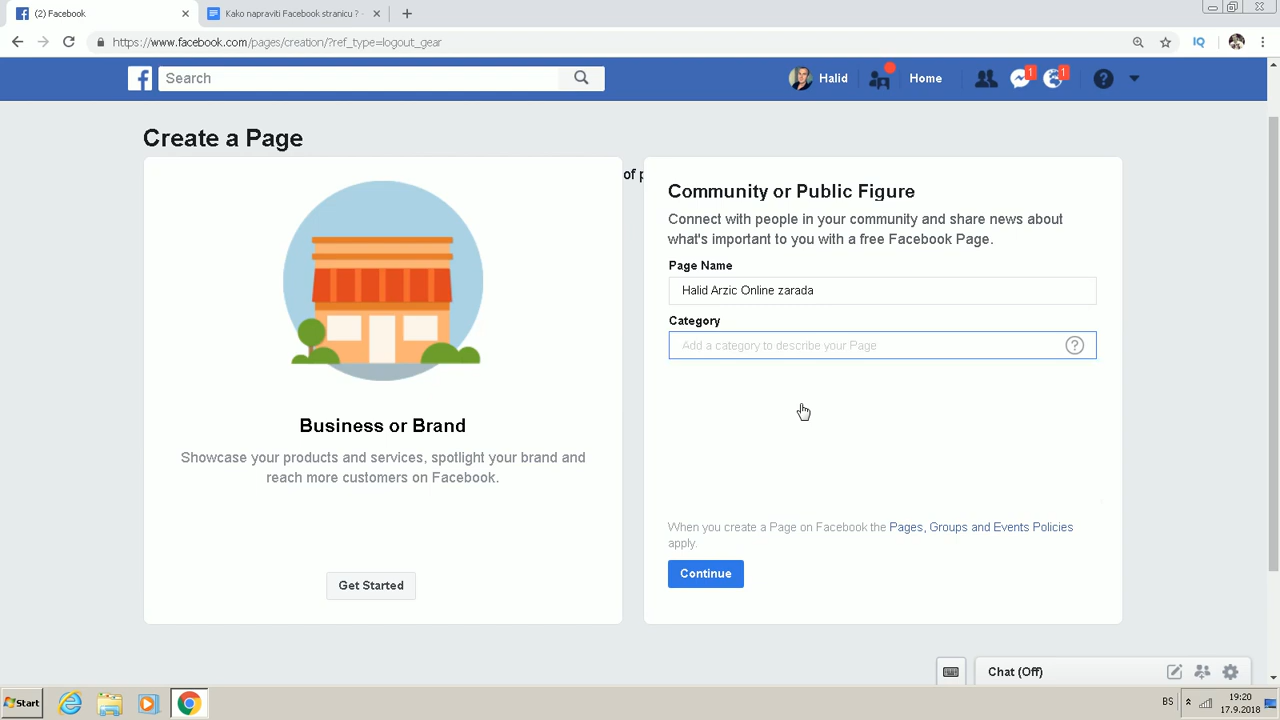 (2) Facebook
Kako napraviti Facebook stranicu ? -
https://www.facebook.com/pages/creation/?ref_type=logout_gear
IQ
Search
Halid
Home
1
1
Create a Page
of p
Business or Brand
Showcase your products and services, spotlight your brand and
reach more customers on Facebook.
Get Started
Community or Public Figure
Connect with people in your community and share news about
what's important to you with a free Facebook Page.
Page Name
Halid Arzic Online zarada
Category
Add a category to describe your Page
When you create a Page on Facebook the Pages, Groups and Events Policies
apply.
Continue
Chat (Off)
Start
BS
19:20
17.9.2018